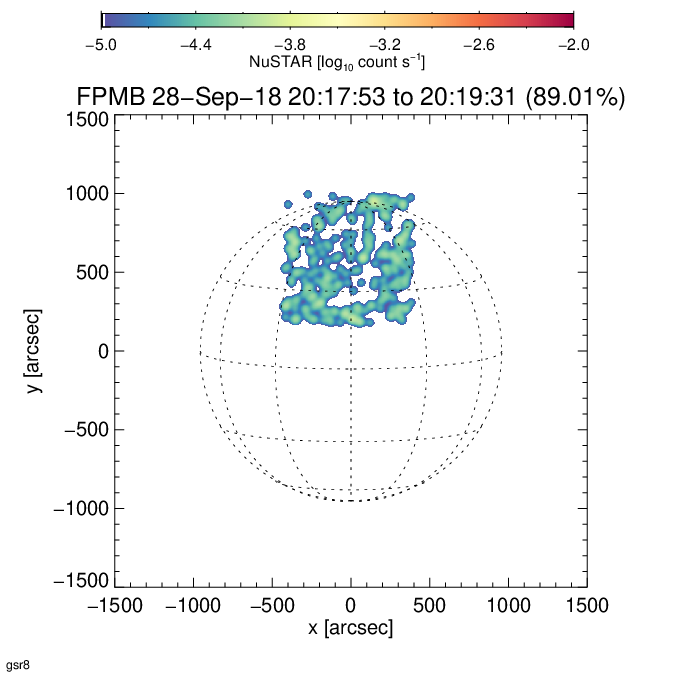 −5.0 −4.4 −3.8 −3.2 −2.6 −2.0
NuSTAR [log₁₀ count s⁻¹]
FPMB 28−Sep−18 20:17:53 to 20:19:31 (89.01%)
1500
1000
500
0
−500
−1000
−1500
y [arcsec]
−1500 −1000 −500 0 500 1000 1500
x [arcsec]
gsr8